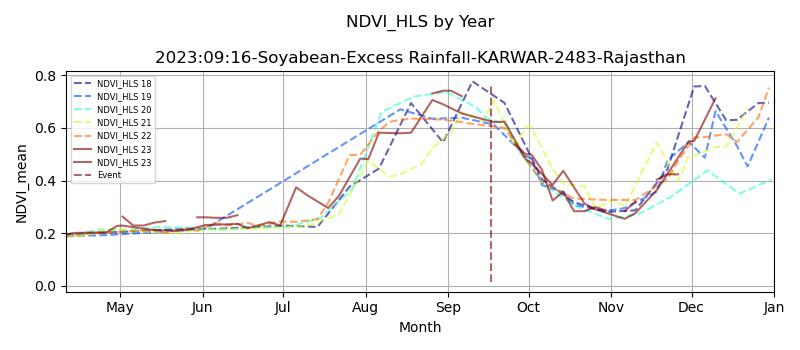 NDVI_HLS by Year
2023:09:16-Soyabean-Excess Rainfall-KARWAR-2483-Rajasthan
NDVI_mean
0.8
0.6
0.4
0.2
0.0
NDVI_HLS 18
NDVI_HLS 19
NDVI_HLS 20
NDVI_HLS 21
NDVI_HLS 22
NDVI_HLS 23
NDVI_HLS 23
Event
May Jun Jul Aug Sep Oct Nov Dec Jan
Month